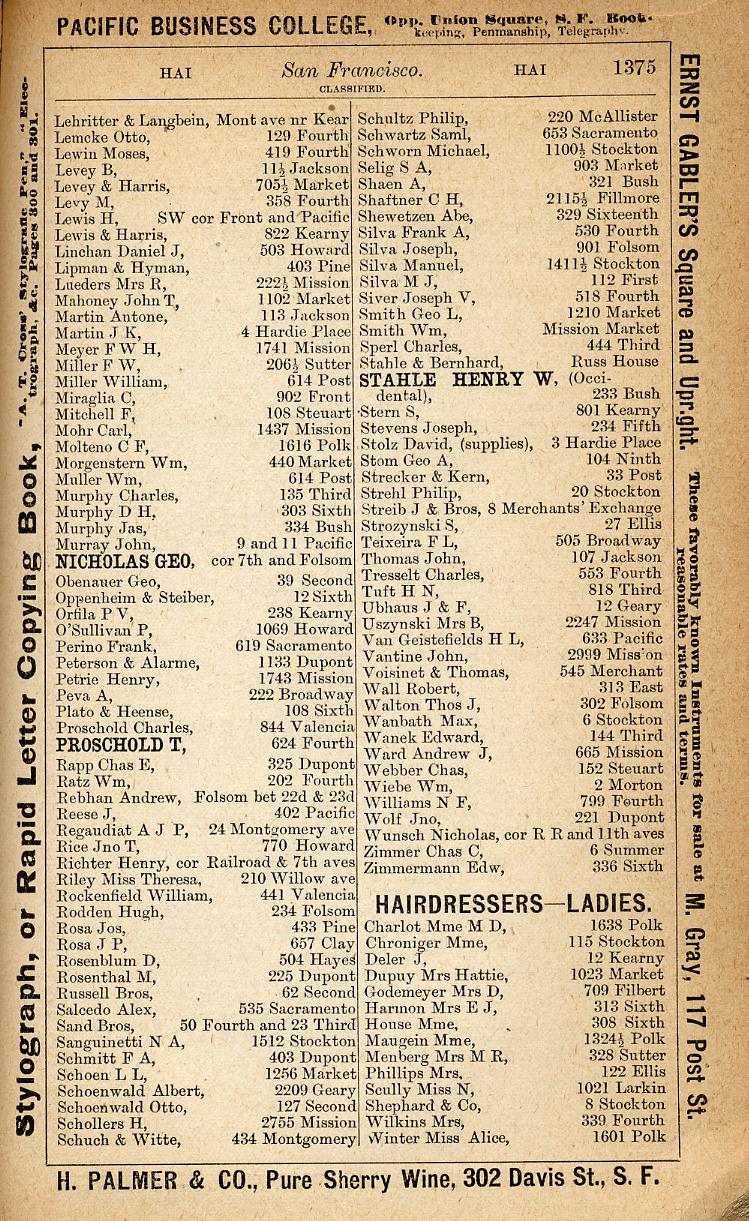 PACIFIC BUSINESS COLLEGE, Opp. Union Square, S. F. Book-
keeping, Penmanship, Telegraphy.
HAI San Francisco. HAI 1375
CLASSIFIED.
Lehritter & Langbein, Mont ave nr Kear
Lemcke Otto, 129 Fourth
Lewin Moses, 419 Fourth
Levey B, 11½ Jackson
Levey & Harris, 705½ Market
Levy M, 358 Fourth
Lewis H, SW cor Front and Pacific
Lewis & Harris, 822 Kearny
Linchan Daniel J, 503 Howard
Lipman & Hyman, 403 Pine
Lueders Mrs R, 222½ Mission
Mahoney John T, 1102 Market
Martin Antone, 113 Jackson
Martin J K, 4 Hardie Place
Meyer F W H, 1741 Mission
Miller F W, 206½ Sutter
Miller William, 614 Post
Miraglia C, 902 Front
Mitchell F, 108 Steuart
Mohr Carl, 1437 Mission
Molteno C F, 1616 Polk
Morgenstern Wm, 440 Market
Muller Wm, 614 Post
Murphy Charles, 135 Third
Murphy D H, 303 Sixth
Murphy Jas, 334 Bush
Murray John, 9 and 11 Pacific
NICHOLAS GEO, cor 7th and Folsom
Obenauer Geo, 39 Second
Oppenheim & Steiber, 12 Sixth
Orfila P V, 238 Kearny
O'Sullivan P, 1069 Howard
Perino Frank, 619 Sacramento
Peterson & Alarme, 1133 Dupont
Petrie Henry, 1743 Mission
Peva A, 222 Broadway
Plato & Heense, 108 Sixth
Proschold Charles, 844 Valencia
PROSCHOLD T, 624 Fourth
Rapp Chas E, 325 Dupont
Ratz Wm, 202 Fourth
Rebhan Andrew, Folsom bet 22d & 23d
Reese J, 402 Pacific
Regaudiat A J P, 24 Montgomery ave
Rice Jno T, 770 Howard
Richter Henry, cor Railroad & 7th aves
Riley Miss Theresa, 210 Willow ave
Rockenfield William, 441 Valencia
Rodden Hugh, 234 Folsom
Rosa Jos, 433 Pine
Rosa J P, 657 Clay
Rosenblum D, 504 Hayes
Rosenthal M, 225 Dupont
Russell Bros, 62 Second
Salcedo Alex, 535 Sacramento
Sand Bros, 50 Fourth and 23 Third
Sanguinetti N A, 1512 Stockton
Schmitt F A, 403 Dupont
Schoen L L, 1256 Market
Schoenwald Albert, 2209 Geary
Schoenwald Otto, 127 Second
Schollers H, 2755 Mission
Schuch & Witte, 434 Montgomery
Schultz Philip, 220 McAllister
Schwartz Saml, 653 Sacramento
Schworn Michael, 1100½ Stockton
Selig S A, 903 Market
Shaen A, 321 Bush
Shaftner C H, 2115½ Fillmore
Shewetzen Abe, 329 Sixteenth
Silva Frank A, 530 Fourth
Silva Joseph, 901 Folsom
Silva Manuel, 1411½ Stockton
Silva M J, 112 First
Siver Joseph V, 518 Fourth
Smith Geo L, 1210 Market
Smith Wm, Mission Market
Sperl Charles, 444 Third
Stahle & Bernhard, Russ House
STAHLE HENRY W, (Occi-
dental), 233 Bush
Stern S, 801 Kearny
Stevens Joseph, 234 Fifth
Stolz David, (supplies), 3 Hardie Place
Stom Geo A, 104 Ninth
Strecker & Kern, 33 Post
Strehl Philip, 20 Stockton
Streib J & Bros, 8 Merchants' Exchange
Strozynski S, 27 Ellis
Teixeira F L, 505 Broadway
Thomas John, 107 Jackson
Tresselt Charles, 553 Fourth
Tuft H N, 818 Third
Ubhaus J & F, 12 Geary
Uszynski Mrs B, 2247 Mission
Van Geistefields H L, 633 Pacific
Vantine John, 2999 Mission
Voisinet & Thomas, 545 Merchant
Wall Robert, 313 East
Walton Thos J, 302 Folsom
Wanbath Max, 6 Stockton
Wanek Edward, 144 Third
Ward Andrew J, 665 Mission
Webber Chas, 152 Steuart
Wiebe Wm, 2 Morton
Williams N F, 799 Fourth
Wolf Jno, 221 Dupont
Wunsch Nicholas, cor R R and 11th aves
Zimmer Chas C, 6 Summer
Zimmermann Edw, 336 Sixth
HAIRDRESSERS—LADIES.
Charlot Mme M D, 1638 Polk
Chroniger Mme, 115 Stockton
Deler J, 12 Kearny
Dupuy Mrs Hattie, 1023 Market
Godemeyer Mrs D, 709 Filbert
Harmon Mrs E J, 313 Sixth
House Mme, 308 Sixth
Maugein Mme, 1324½ Polk
Menberg Mrs M R, 328 Sutter
Phillips Mrs, 122 Ellis
Scully Miss N, 1021 Larkin
Shephard & Co, 8 Stockton
Wilkins Mrs, 339 Fourth
Winter Miss Alice, 1601 Polk
Stylograph, or Rapid Letter Copying Book, "A. T. Cross' Stylografic Pen," "Elec-
trograph, &c. Pages 300 and 301.
ERNST GABLER'S Square and Upright. These favorably known Instruments for sale at M. Gray, 117 Post St.
reasonable rates and terms.
H. PALMER & CO., Pure Sherry Wine, 302 Davis St., S. F.